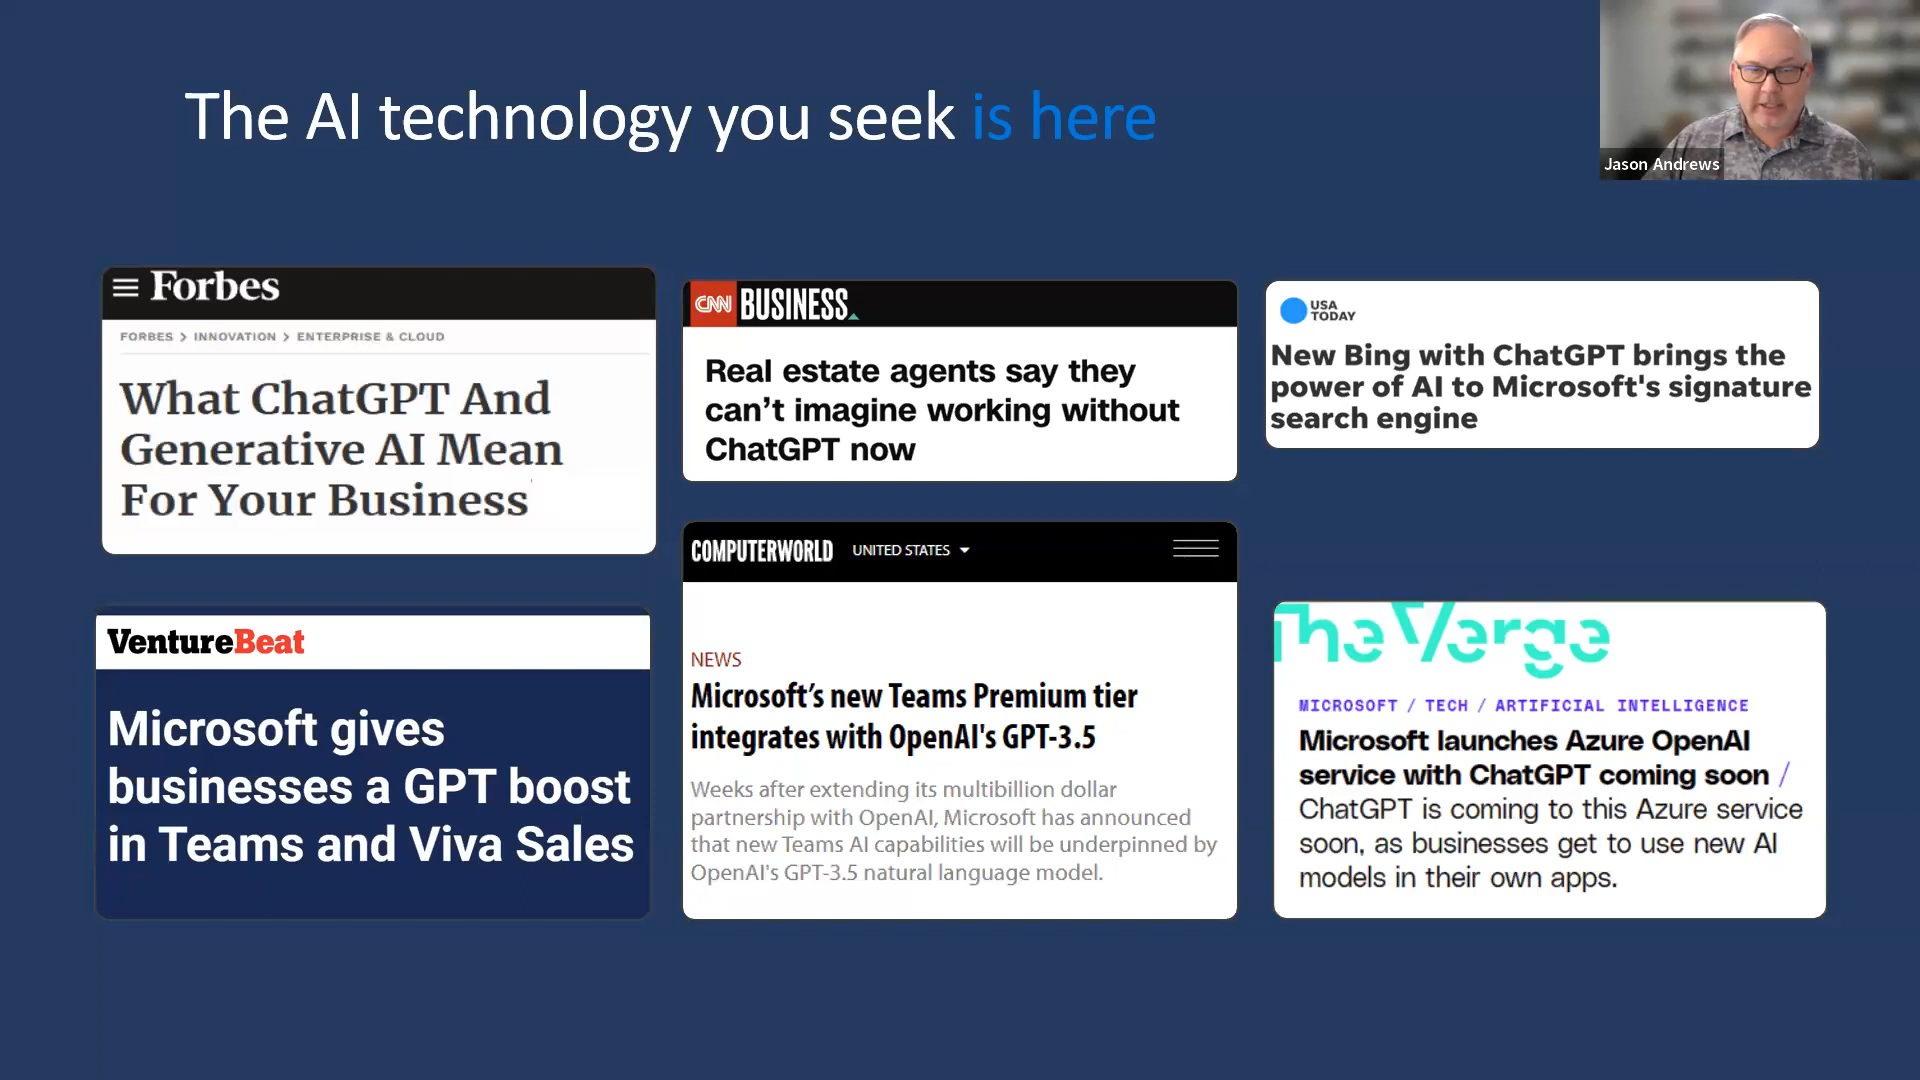 The AI technology you seek is here
Jason Andrews
Forbes
FORBES > INNOVATION > ENTERPRISE & CLOUD
What ChatGPT And
Generative AI Mean
For Your Business
CNN BUSINESS
Real estate agents say they
can’t imagine working without
ChatGPT now
USA
TODAY
New Bing with ChatGPT brings the
power of AI to Microsoft's signature
search engine
VentureBeat
Microsoft gives
businesses a GPT boost
in Teams and Viva Sales
COMPUTERWORLD UNITED STATES
NEWS
Microsoft’s new Teams Premium tier
integrates with OpenAI's GPT-3.5
Weeks after extending its multibillion dollar
partnership with OpenAI, Microsoft has announced
that new Teams AI capabilities will be underpinned by
OpenAI's GPT-3.5 natural language model.
The Verge
MICROSOFT / TECH / ARTIFICIAL INTELLIGENCE
Microsoft launches Azure OpenAI
service with ChatGPT coming soon /
ChatGPT is coming to this Azure service
soon, as businesses get to use new AI
models in their own apps.